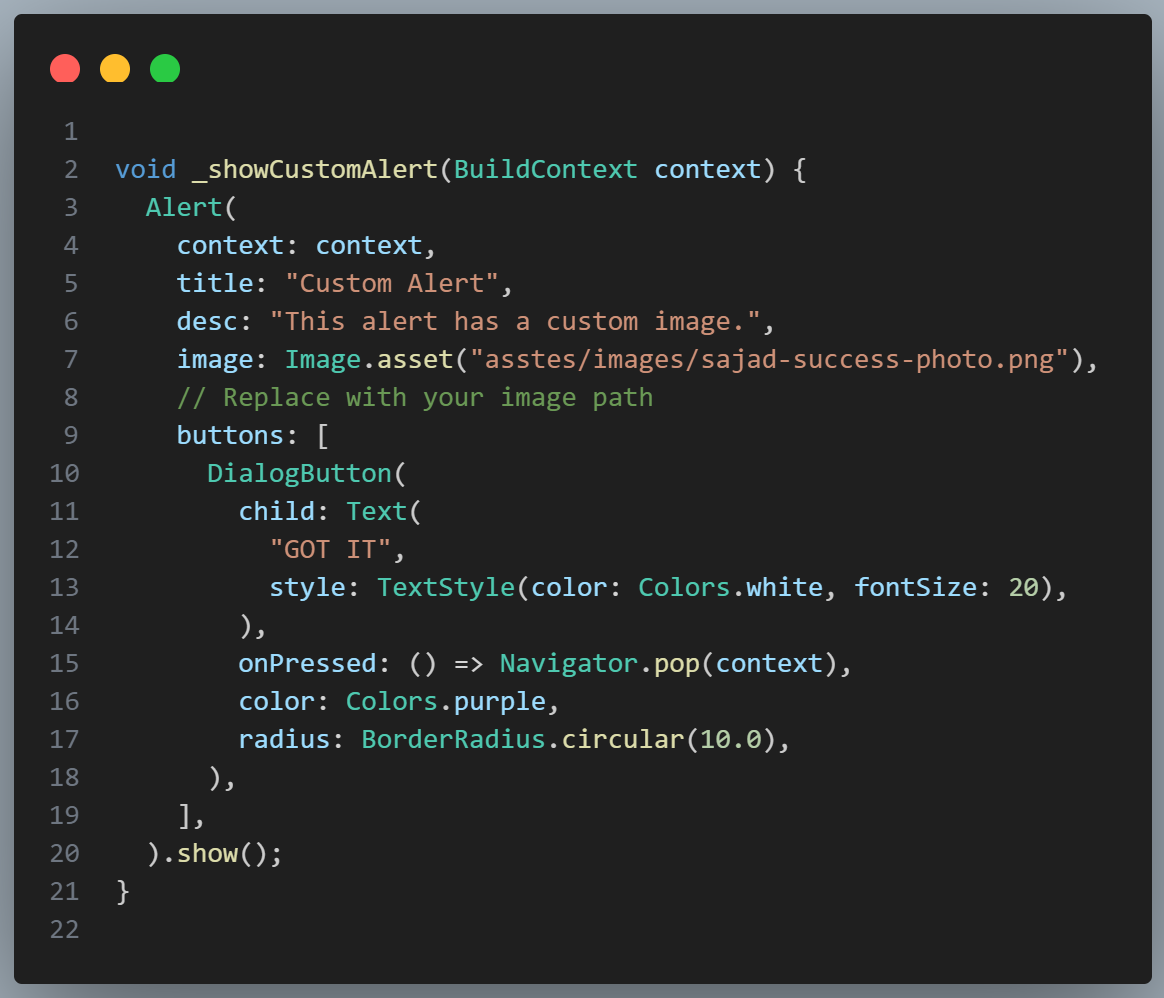 1
2 void _showCustomAlert(BuildContext context) {
3   Alert(
4     context: context,
5     title: "Custom Alert",
6     desc: "This alert has a custom image.",
7     image: Image.asset("asstes/images/sajad-success-photo.png"),
8     // Replace with your image path
9     buttons: [
10       DialogButton(
11         child: Text(
12           "GOT IT",
13           style: TextStyle(color: Colors.white, fontSize: 20),
14         ),
15         onPressed: () => Navigator.pop(context),
16         color: Colors.purple,
17         radius: BorderRadius.circular(10.0),
18       ),
19     ],
20   ).show();
21 }
22